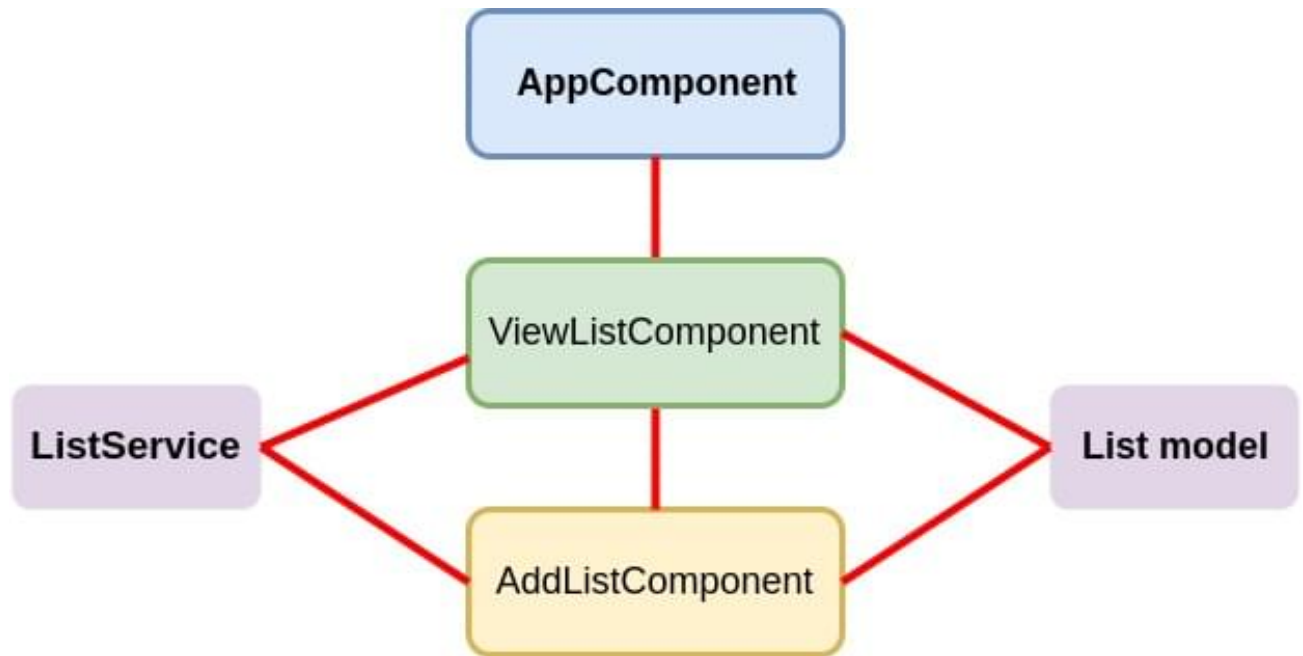 AppComponent
ViewListComponent
ListService
List model
AddListComponent